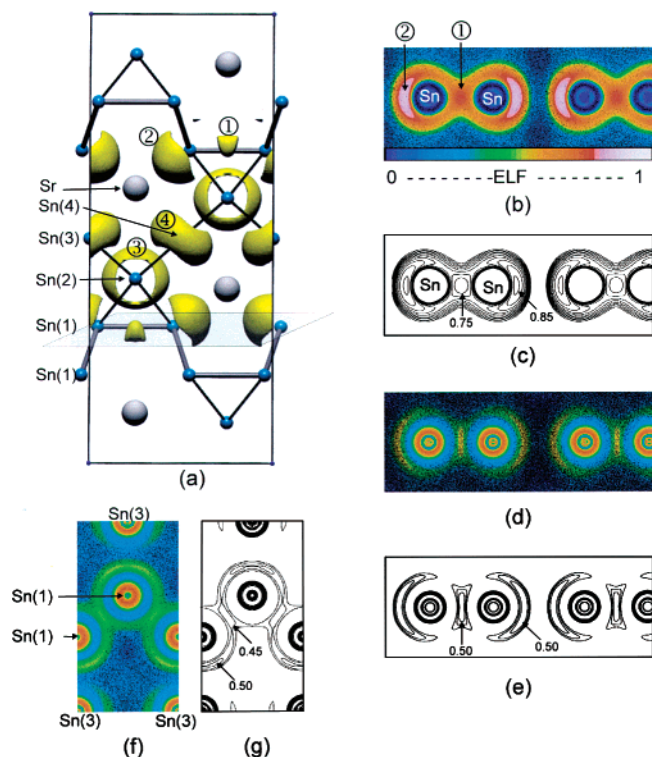 ①
②
Sr
Sn(4)
④
Sn(3)
③
Sn(2)
Sn(1)
Sn(1)
(a)
② ①
Sn Sn
0 - - - - - - - -ELF- - - - - - - - 1
(b)
Sn Sn
0.75 0.85
(c)
(d)
0.50 0.50
(e)
Sn(3)
Sn(1)
Sn(1)
Sn(3) Sn(3)
(f)
0.45
0.50
(g)